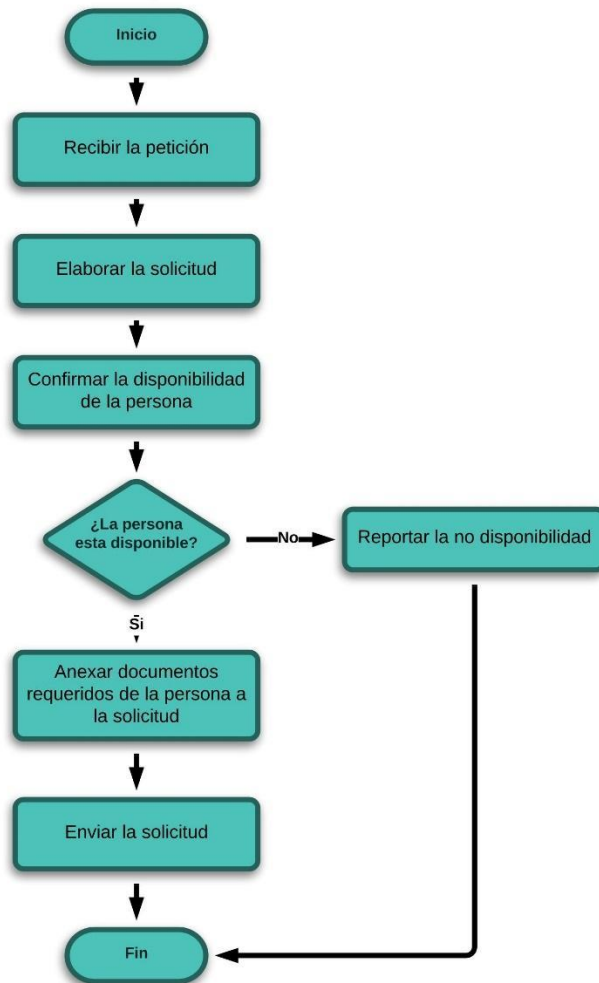 Inicio
Recibir la petición
Elaborar la solicitud
Confirmar la disponibilidad
de la persona
¿La persona
esta disponible?
No
Reportar la no disponibilidad
Si
Anexar documentos
requeridos de la persona a
la solicitud
Enviar la solicitud
Fin